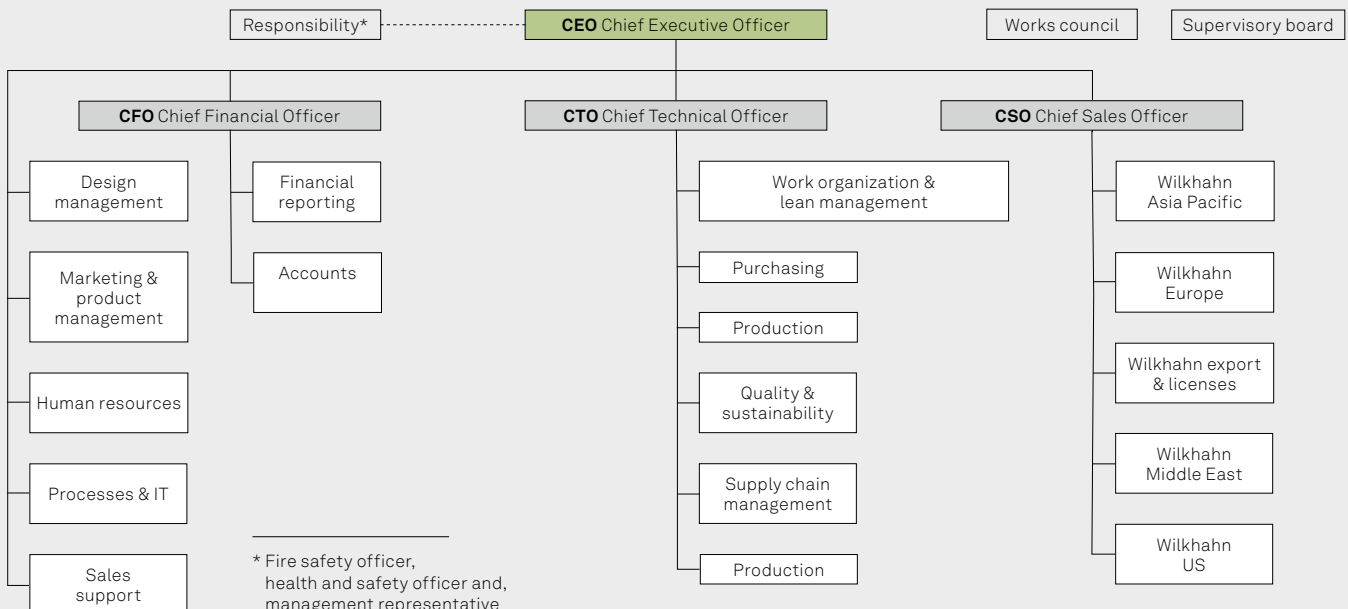 Responsibility*
CEO Chief Executive Officer
Works council
Supervisory board
CFO Chief Financial Officer
CTO Chief Technical Officer
CSO Chief Sales Officer
Design
management
Marketing &
product
management
Human resources
Processes & IT
Sales
support
Financial
reporting
Accounts
* Fire safety officer,
health and safety officer and,
management representative
Work organization &
lean management
Purchasing
Production
Quality &
sustainability
Supply chain
management
Production
Wilkhahn
Asia Pacific
Wilkhahn
Europe
Wilkhahn export
& licenses
Wilkhahn
Middle East
Wilkhahn
US